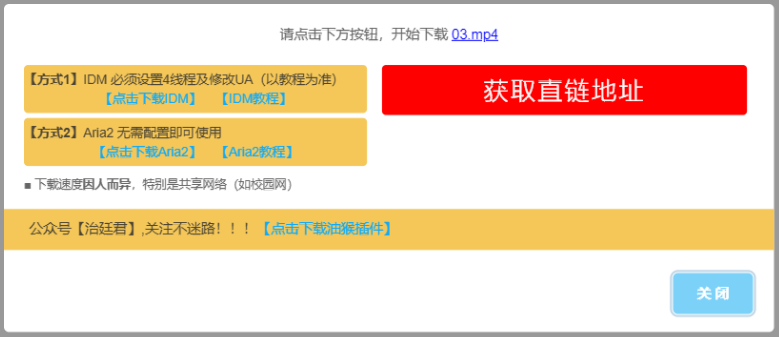 请点击下方按钮，开始下载 03.mp4
【方式1】IDM 必须设置4线程及修改UA（以教程为准）
【点击下载IDM】 【IDM教程】
获取直链地址
【方式2】Aria2 无需配置即可使用
【点击下载Aria2】 【Aria2教程】
■ 下载速度因人而异，特别是共享网络（如校园网）
公众号【治廷君】,关注不迷路！！！【点击下载油猴插件】
关闭